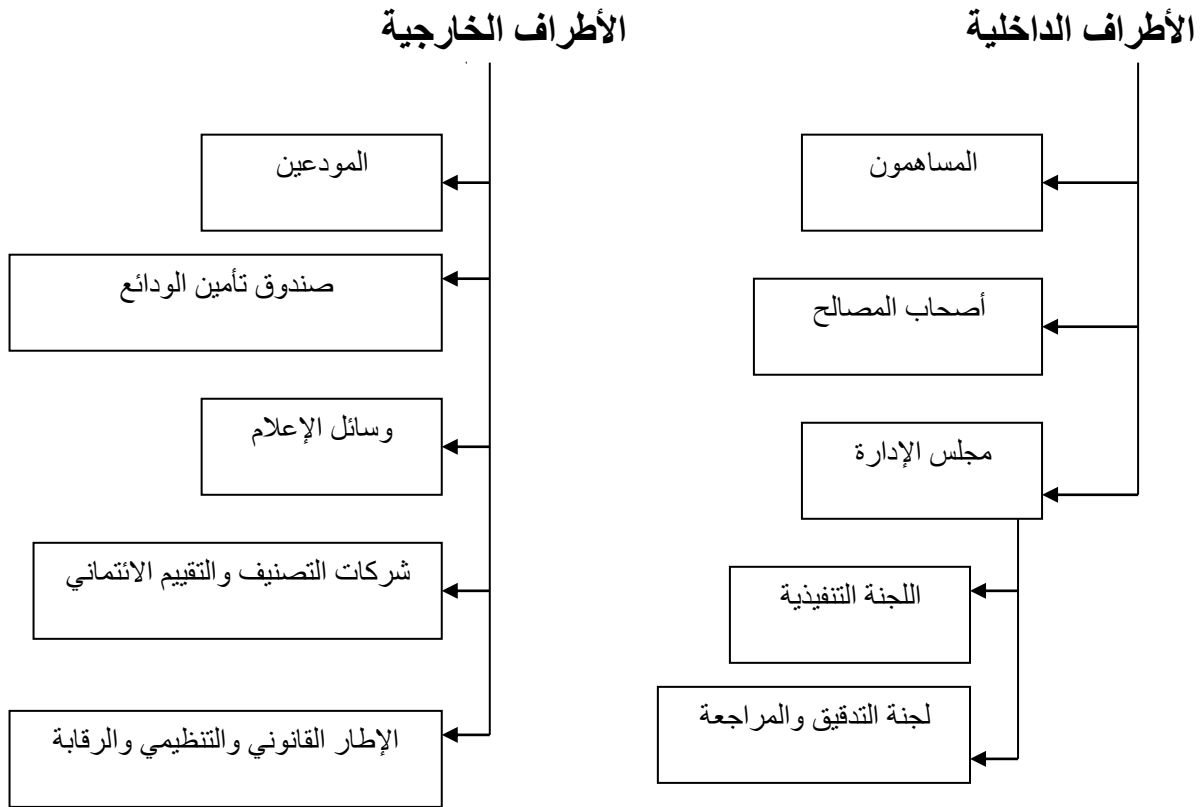 الأطراف الداخلية
المساهمون
أصحاب المصالح
مجلس الإدارة
اللجنة التنفيذية
لجنة التدقيق والمراجعة
الأطراف الخارجية
المودعين
صندوق تأمين الودائع
وسائل الإعلام
شركات التصنيف والتقييم الائتماني
الإطار القانوني والتنظيمي والرقابة